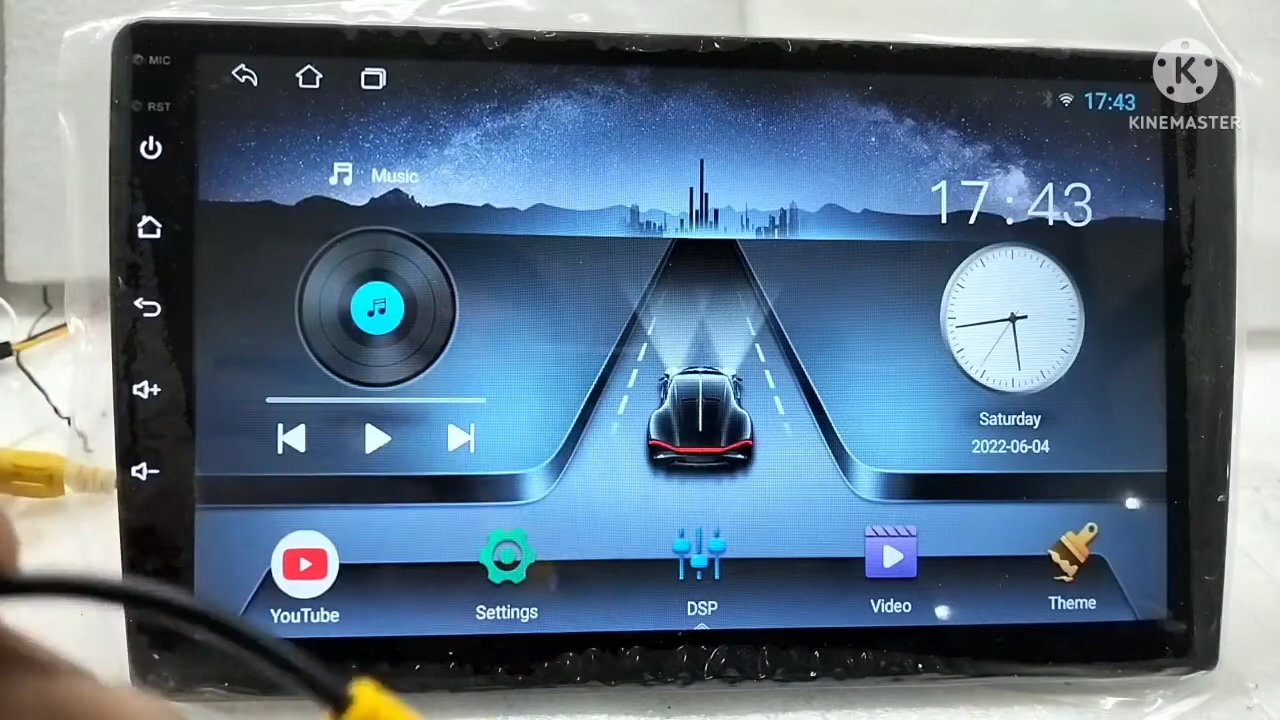 MIC
RST
17:43
K
KINEMASTER
Music
17:43
Saturday
2022-06-04
YouTube
Settings
DSP
Video
Theme